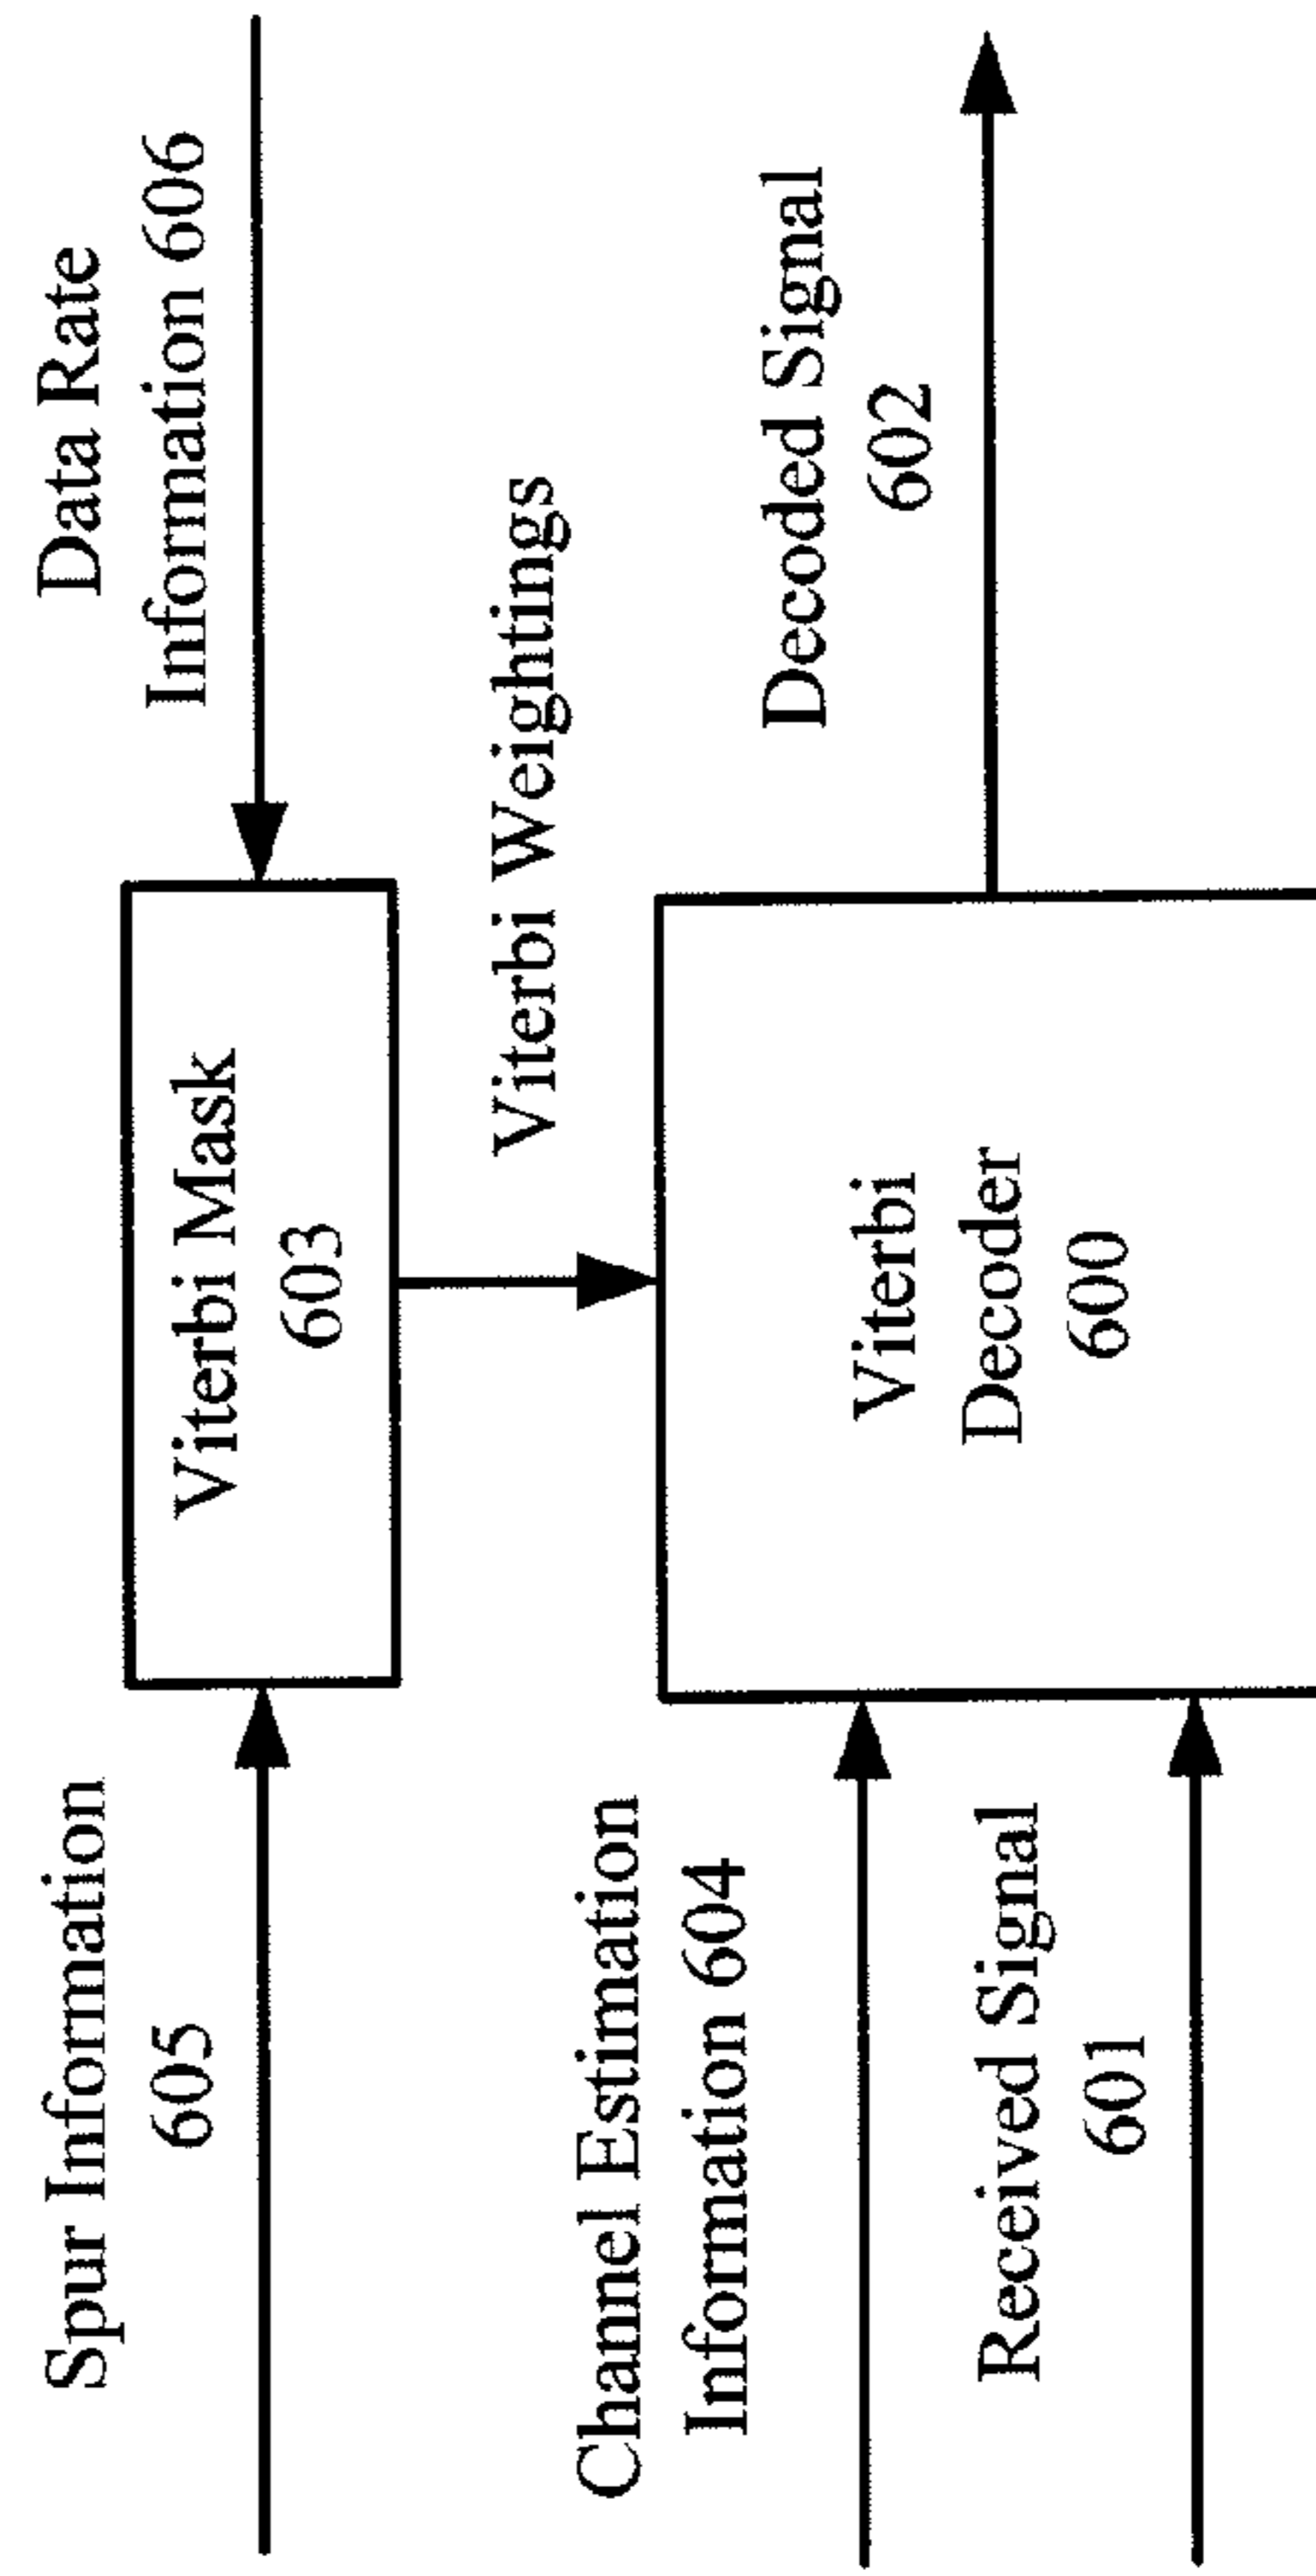 Spur Information
605
Data Rate
Information 606
Viterbi Mask
603
Viterbi Weightings
Channel Estimation
Information 604
Received Signal
601
Viterbi
Decoder
600
Decoded Signal
602